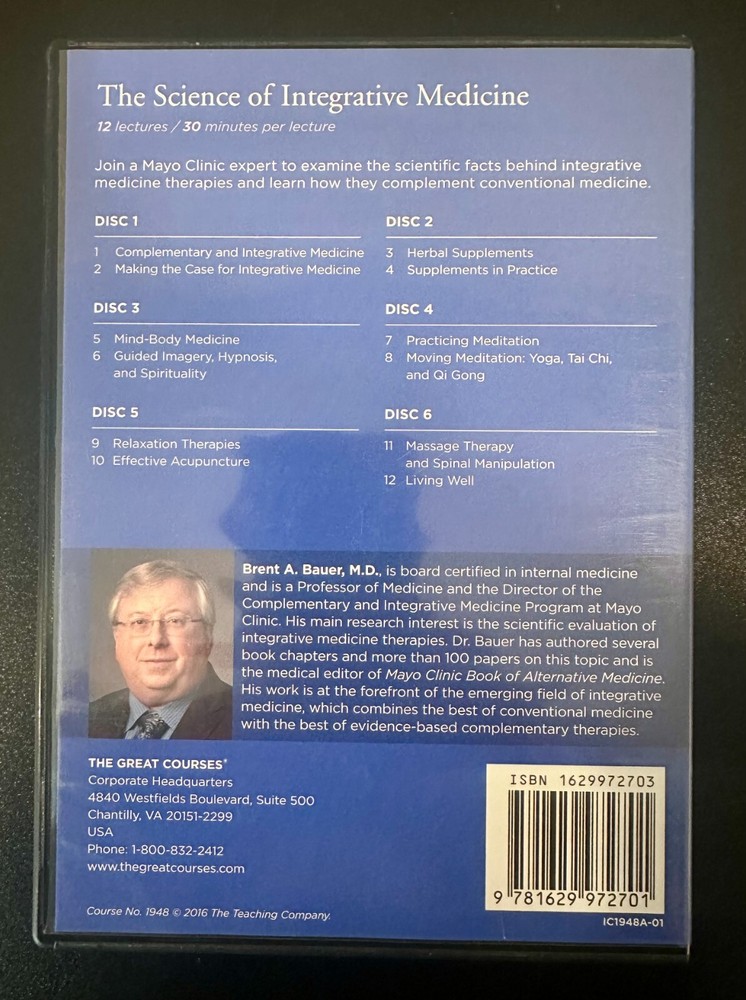 The Science of Integrative Medicine
12 lectures / 30 minutes per lecture
Join a Mayo Clinic expert to examine the scientific facts behind integrative
medicine therapies and learn how they complement conventional medicine.
DISC 1
1 Complementary and Integrative Medicine
2 Making the Case for Integrative Medicine
DISC 2
3 Herbal Supplements
4 Supplements in Practice
DISC 3
5 Mind-Body Medicine
6 Guided Imagery, Hypnosis,
and Spirituality
DISC 4
7 Practicing Meditation
8 Moving Meditation: Yoga, Tai Chi,
and Qi Gong
DISC 5
9 Relaxation Therapies
10 Effective Acupuncture
DISC 6
11 Massage Therapy
and Spinal Manipulation
12 Living Well
Brent A. Bauer, M.D., is board certified in internal medicine
and is a Professor of Medicine and the Director of the
Complementary and Integrative Medicine Program at Mayo
Clinic. His main research interest is the scientific evaluation of
integrative medicine therapies. Dr. Bauer has authored several
book chapters and more than 100 papers on this topic and is
the medical editor of Mayo Clinic Book of Alternative Medicine.
His work is at the forefront of the emerging field of integrative
medicine, which combines the best of conventional medicine
with the best of evidence-based complementary therapies.
THE GREAT COURSES®
Corporate Headquarters
4840 Westfields Boulevard, Suite 500
Chantilly, VA 20151-2299
USA
Phone: 1-800-832-2412
www.thegreatcourses.com
Course No. 1948 © 2016 The Teaching Company.
ISBN 1629972703
9 781629 972701
IC1948A-01